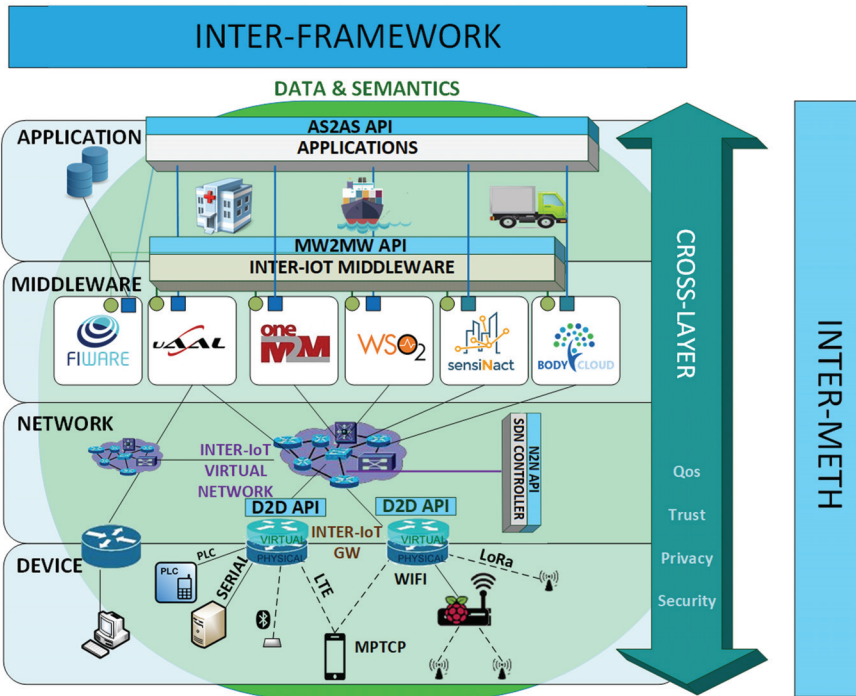 INTER-FRAMEWORK
DATA & SEMANTICS
APPLICATION
AS2AS API
APPLICATIONS
MW2MW API
INTER-IOT MIDDLEWARE
MIDDLEWARE
FIWARE
uAAL
one
M2M
WSO2
sensiNact
BODY CLOUD
NETWORK
INTER-IoT
VIRTUAL
NETWORK
N2N API
SDN CONTROLLER
D2D API
D2D API
VIRTUAL
PHYSICAL
INTER-IoT
GW
VIRTUAL
PHYSICAL
DEVICE
PLC
PLC
SERIAL
LTE
WIFI
LoRa
MPTCP
CROSS-LAYER
Qos
Trust
Privacy
Security
INTER-METH